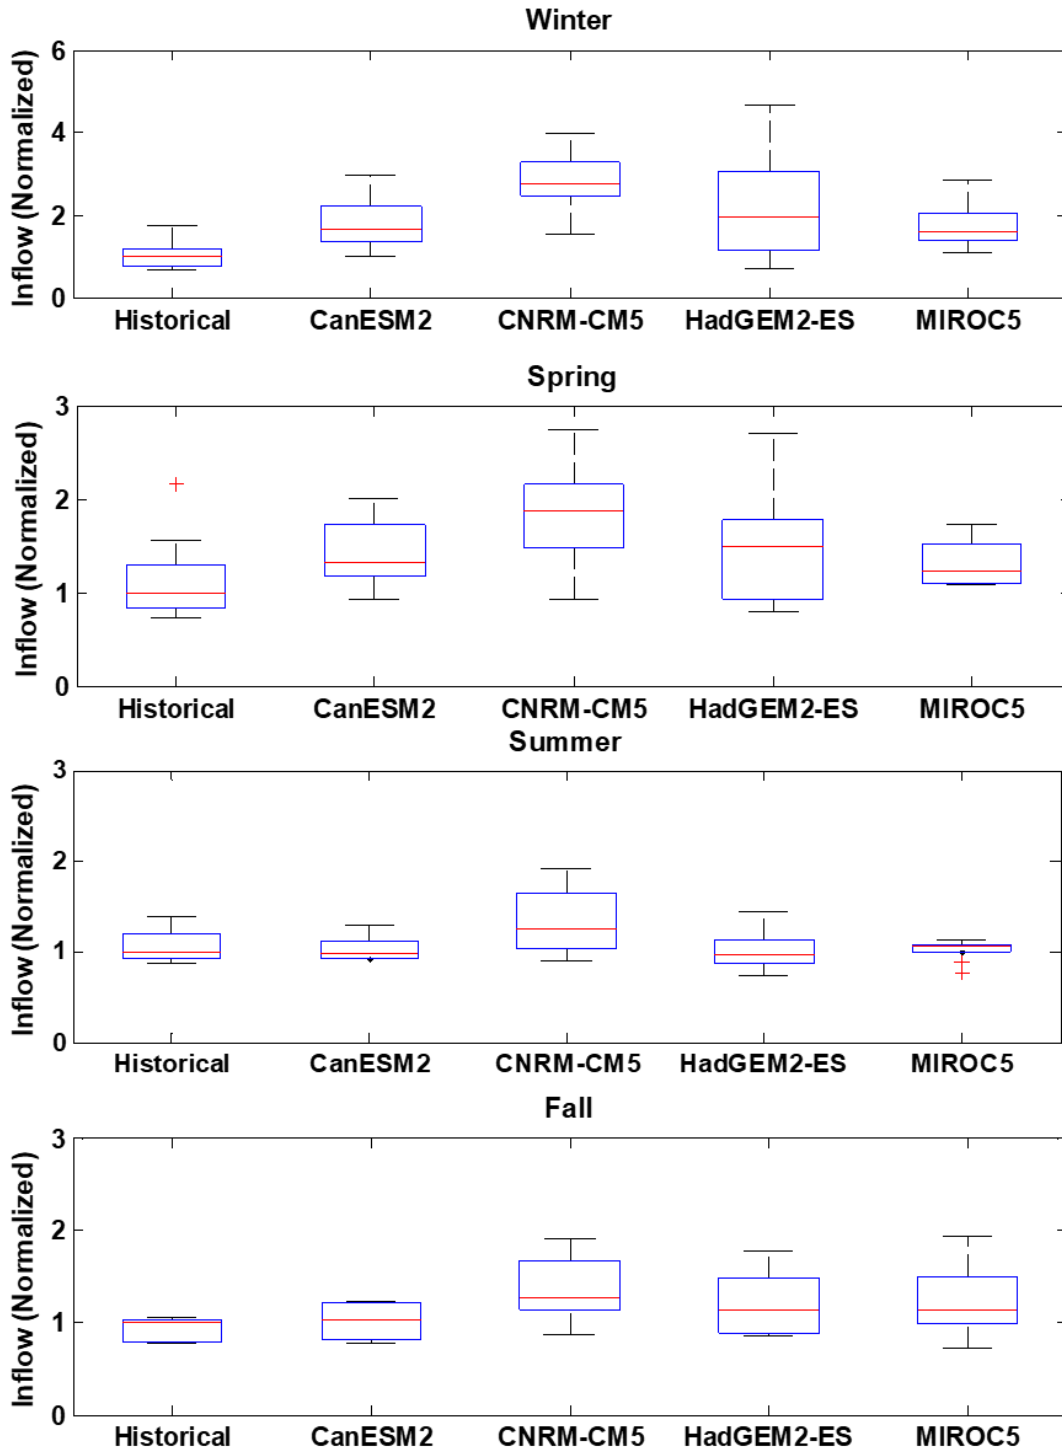 Winter
Inflow (Normalized)
6
4
2
0
Historical CanESM2 CNRM-CM5 HadGEM2-ES MIROC5
Spring
Inflow (Normalized)
3
2
1
0
Historical CanESM2 CNRM-CM5 HadGEM2-ES MIROC5
Summer
Inflow (Normalized)
3
2
1
0
Historical CanESM2 CNRM-CM5 HadGEM2-ES MIROC5
Fall
Inflow (Normalized)
3
2
1
0
Historical CanESM2 CNRM-CM5 HadGEM2-ES MIROC5